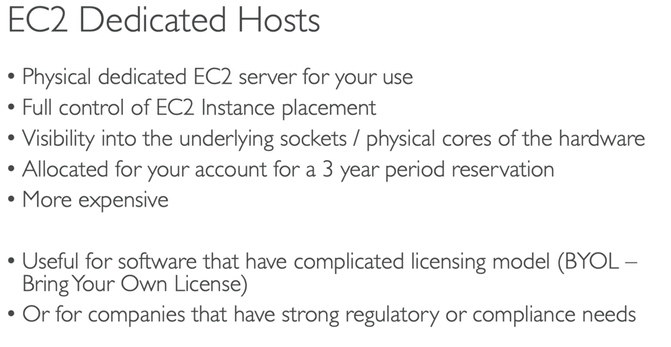 EC2 Dedicated Hosts
• Physical dedicated EC2 server for your use
• Full control of EC2 Instance placement
• Visibility into the underlying sockets / physical cores of the hardware
• Allocated for your account for a 3 year period reservation
• More expensive
• Useful for software that have complicated licensing model (BYOL –
Bring Your Own License)
• Or for companies that have strong regulatory or compliance needs